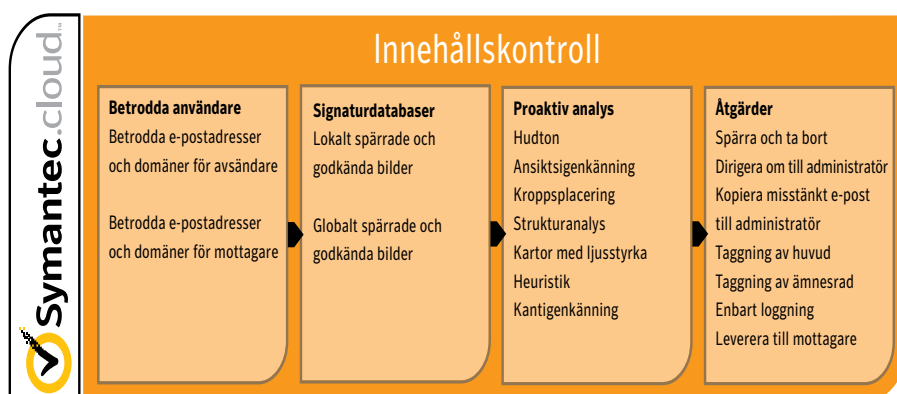 Symantec.cloud™
Innehållskontroll
Betrodda användare
Betrodda e-postadresser
och domäner för avsändare
Betrodda e-postadresser
och domäner för mottagare
Signaturdatabaser
Lokalt spärrade och
godkända bilder
Globalt spärrade och
godkända bilder
Proaktiv analys
Hudton
Ansiktsigenkänning
Kroppsplacering
Strukturanalys
Kartor med ljusstyrka
Heuristik
Kantigenkänning
Åtgärder
Spärra och ta bort
Dirigera om till administratör
Kopiera misstänkt e-post
till administratör
Taggning av huvud
Taggning av ämnesrad
Enbart loggning
Leverera till mottagare